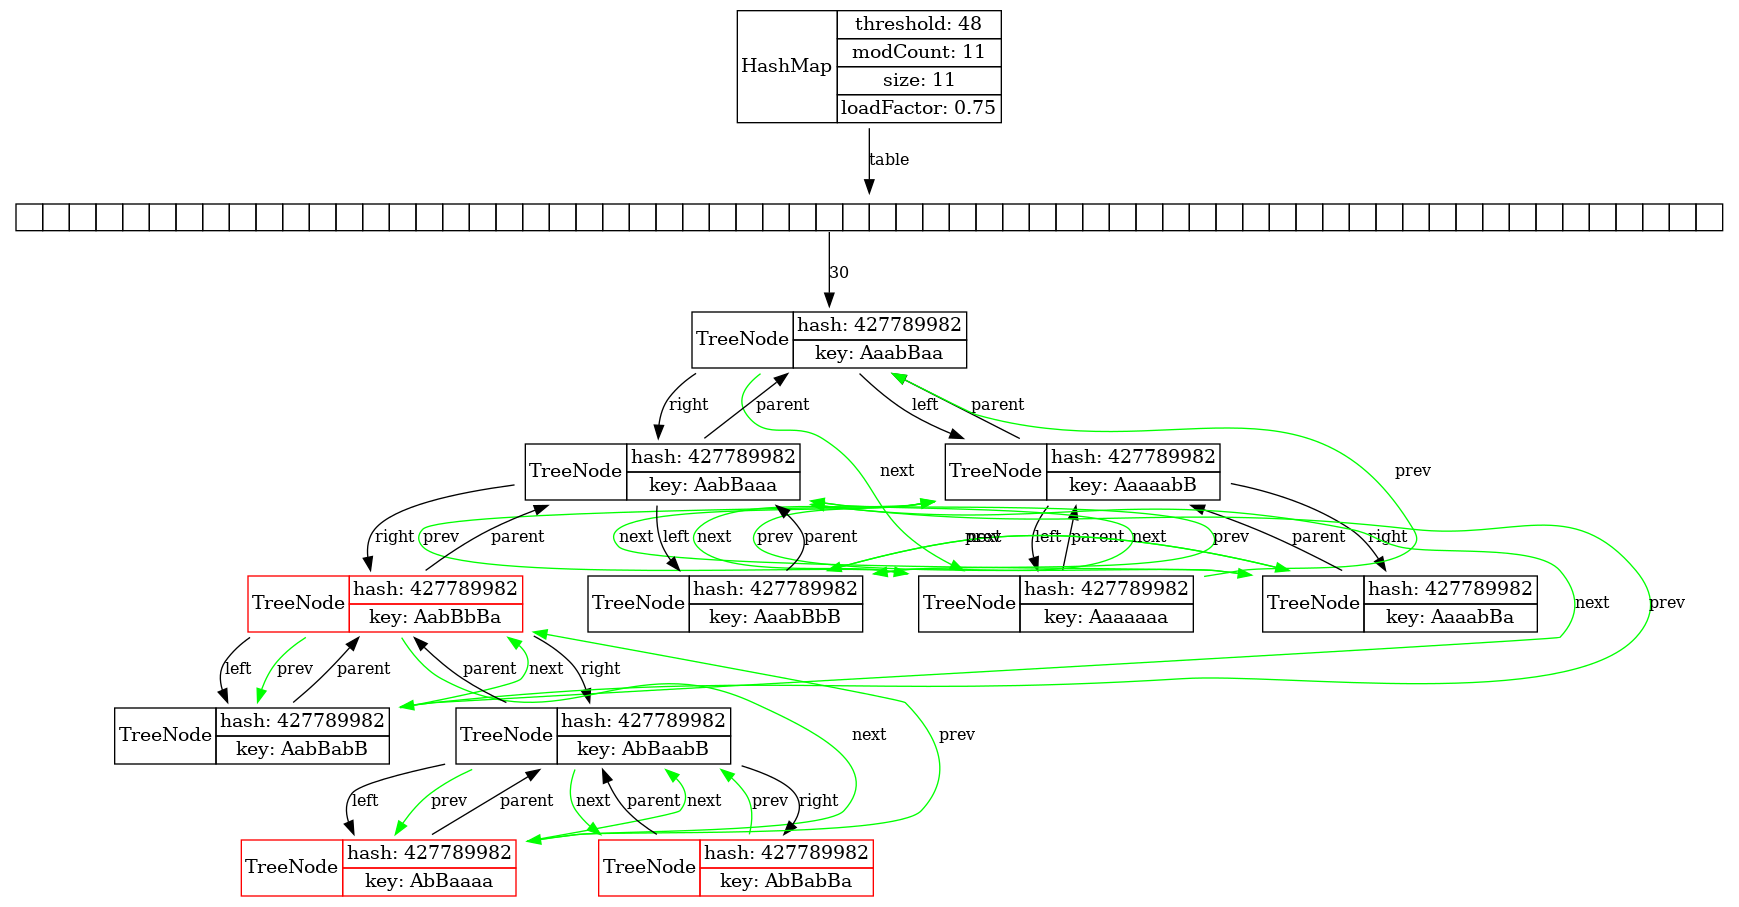 HashMap
threshold: 48
modCount: 11
size: 11
loadFactor: 0.75
table
30
TreeNode
hash: 427789982
key: AaabBaa
right
parent
left
parent
next
prev
TreeNode
hash: 427789982
key: AabBaaa
TreeNode
hash: 427789982
key: AaaaabB
right
prev
parent
next
left
next
prev
parent
prev
next
left
parent
next
prev
parent
right
TreeNode
hash: 427789982
key: AabBbBa
TreeNode
hash: 427789982
key: AaabBbB
TreeNode
hash: 427789982
key: Aaaaaaa
TreeNode
hash: 427789982
key: AaaabBa
next
prev
left
prev
parent
parent
next
right
TreeNode
hash: 427789982
key: AabBabB
TreeNode
hash: 427789982
key: AbBaabB
next
prev
left
prev
parent
next
parent
next
prev
right
TreeNode
hash: 427789982
key: AbBaaaa
TreeNode
hash: 427789982
key: AbBabBa